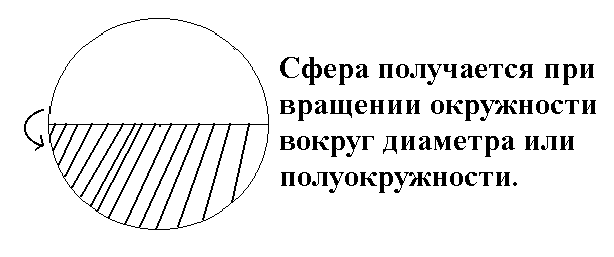 Сфера получается при
вращении окружности
вокруг диаметра или
полуокружности.